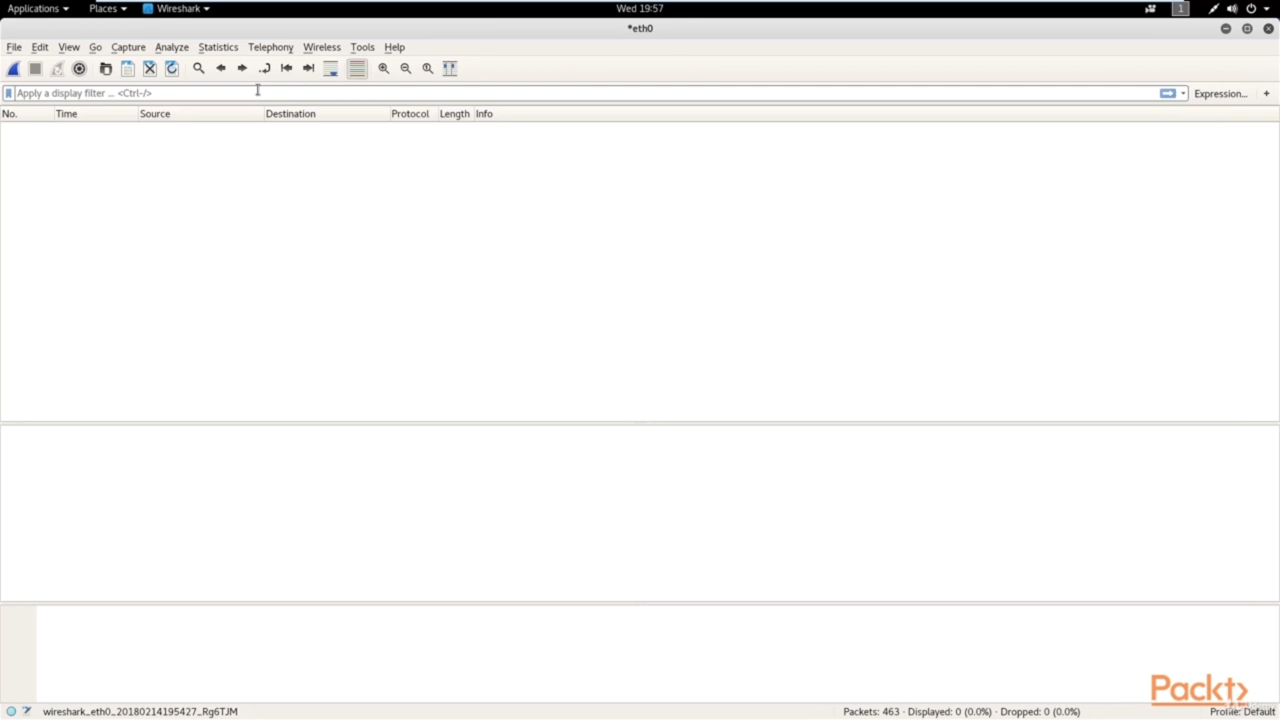 Applications Places Wireshark Wed 19:57 1
*eth0
File Edit View Go Capture Analyze Statistics Telephony Wireless Tools Help
Apply a display filter ... <Ctrl-/> Expression... +
No. Time Source Destination Protocol Length Info
Packt>
wireshark_eth0_20180214195427_Rg6TJM Packets: 463 · Displayed: 0 (0.0%) · Dropped: 0 (0.0%) Profile: Default